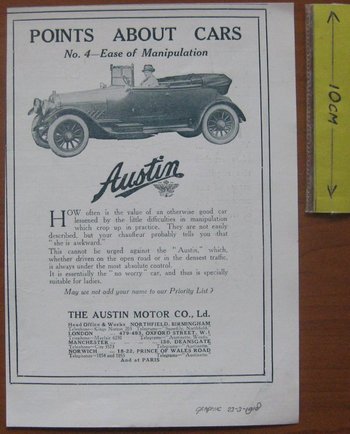 POINTS ABOUT CARS
No. 4—Ease of Manipulation
Austin
HOW often is the value of an otherwise good car
lessened by the little difficulties in manipulation
which crop up in practice. They are not easily
described, but your chauffeur probably tells you that
"she is awkward."
This cannot be urged against the "Austin," which,
whether driven on the open road or in the densest traffic,
is always under the most absolute control.
It is essentially the "no worry" car, and thus is specially
suitable for ladies.
May we not add your name to our Priority List?
THE AUSTIN MOTOR CO., Ld.
Head Office & Works NORTHFIELD, BIRMINGHAM
LONDON 479-483, OXFORD STREET, W.1
MANCHESTER 130, DEANSGATE
NORWICH 18-22, PRINCE OF WALES ROAD
And at PARIS
10CM
GRAPHIC 23-3-1918